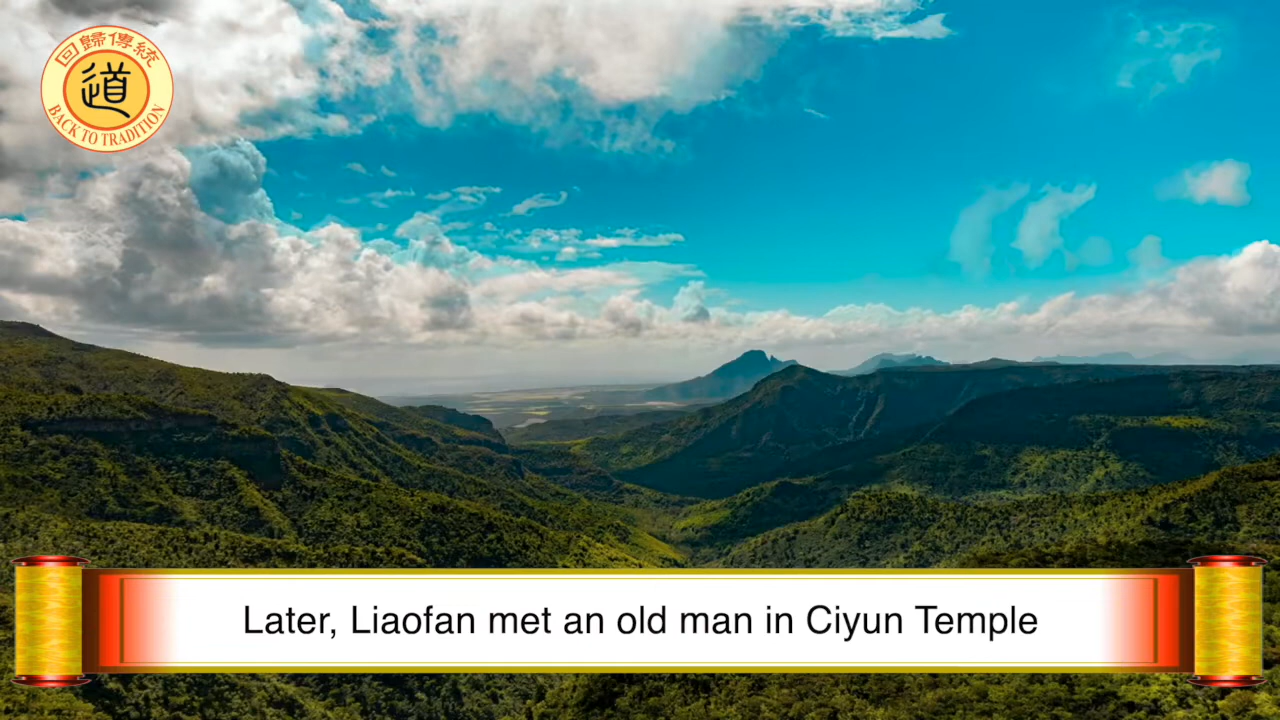 回歸傳統
道
BACK TO TRADITION
Later, Liaofan met an old man in Ciyun Temple